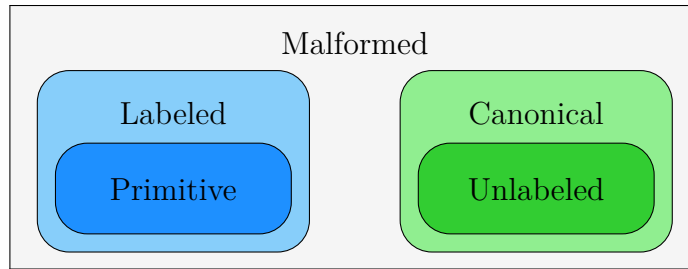 Malformed
Labeled
Canonical
Primitive
Unlabeled